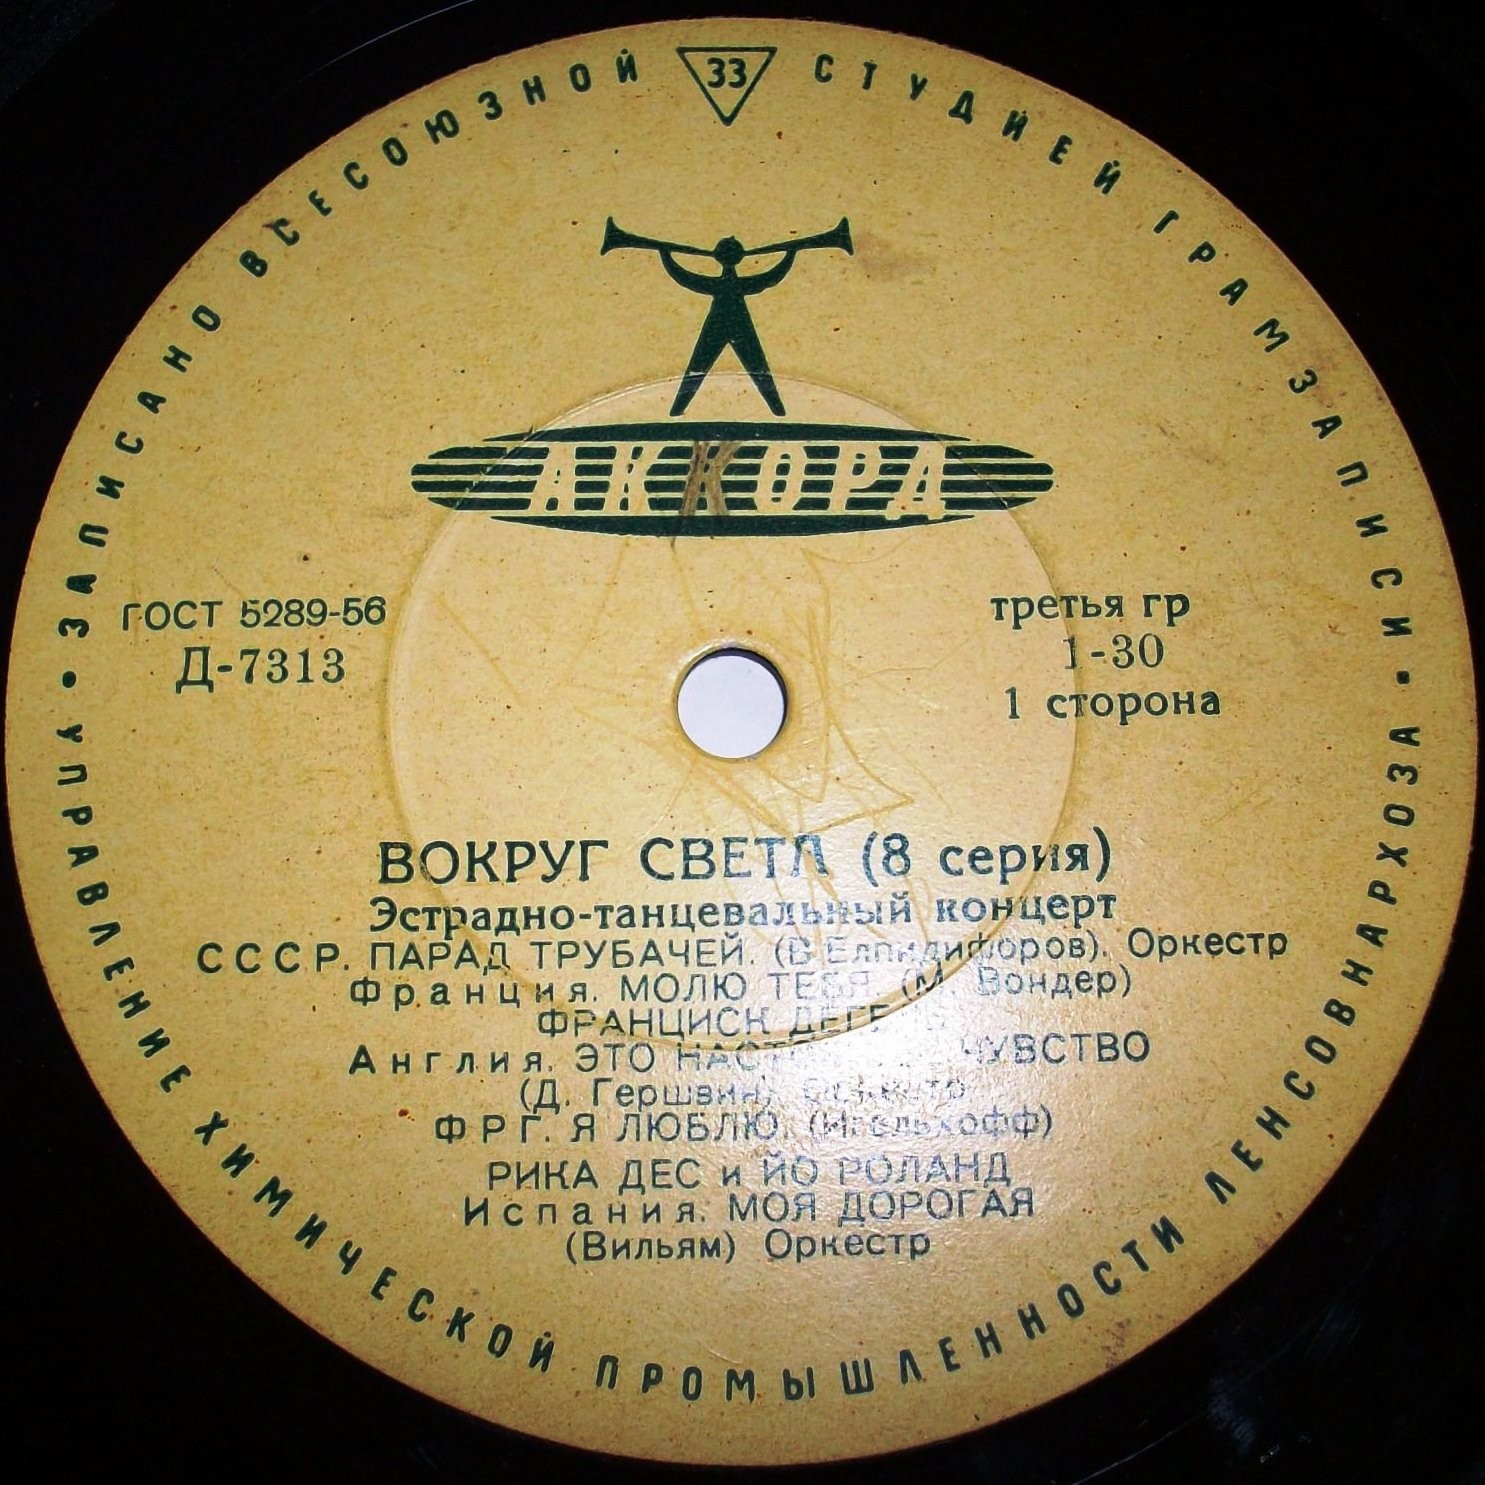 ЗАПИСАНО ВСЕСОЮЗНОЙ 33 СТУДИЕЙ ГРАМЗАПИСИ
АККОРД
ГОСТ 5289-56
Д-7313
третья гр
1-30
1 сторона
ВОКРУГ СВЕТА (8 серия)
Эстрадно-танцевальный концерт
СССР. ПАРАД ТРУБАЧЕЙ. (В Елпидифоров). Оркестр
Франция. МОЛЮ ТЕБЯ (М. Вондер)
ФРАНЦИСК
Англия. ЭТО ЧУВСТВО
(Д. Гершвин)
ФРГ. Я ЛЮБЛЮ. (Игельхофф)
РИКА ДЕС и ЙО РОЛАНД
Испания. МОЯ ДОРОГАЯ
(Вильям) Оркестр
УПРАВЛЕНИЕ ХИМИЧЕСКОЙ ПРОМЫШЛЕННОСТИ ЛЕНСОВНАРХОЗА